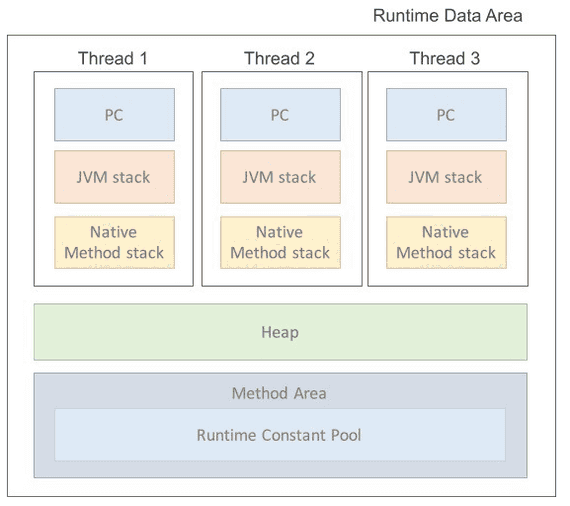 Runtime Data Area
Thread 1
Thread 2
Thread 3
PC
PC
PC
JVM stack
JVM stack
JVM stack
Native
Method stack
Native
Method stack
Native
Method stack
Heap
Method Area
Runtime Constant Pool